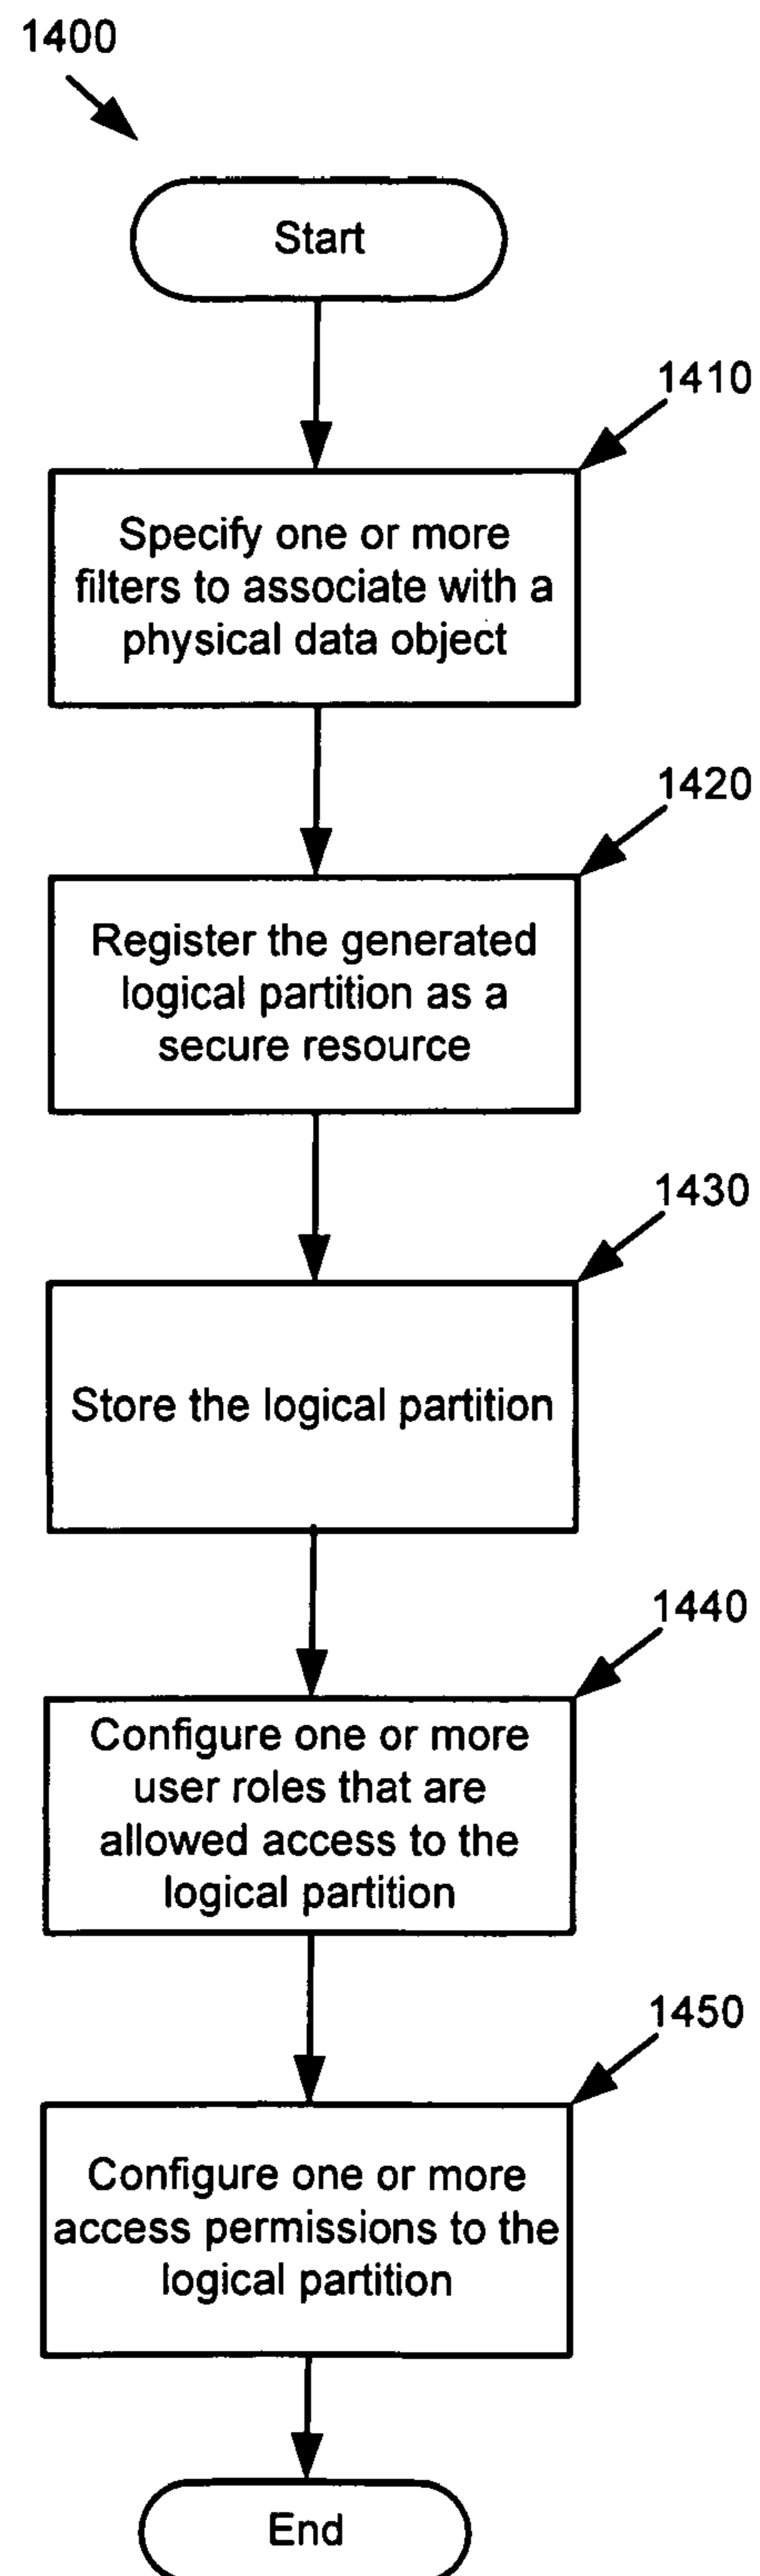 1400
Start
1410
Specify one or more
filters to associate with a
physical data object
1420
Register the generated
logical partition as a
secure resource
1430
Store the logical partition
1440
Configure one or more
user roles that are
allowed access to the
logical partition
1450
Configure one or more
access permissions to the
logical partition
End